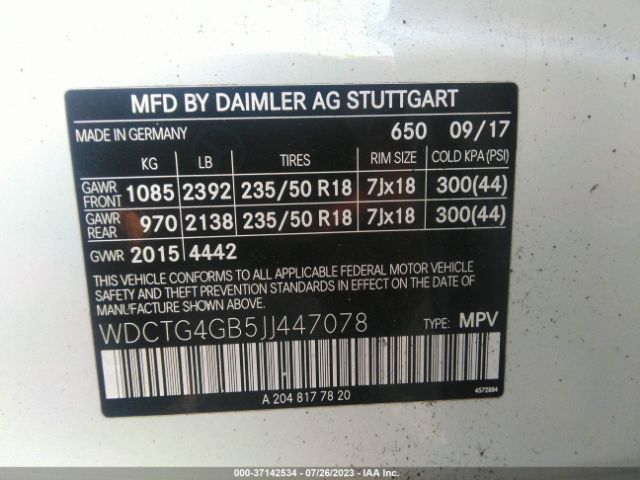 MFD BY DAIMLER AG STUTTGART
MADE IN GERMANY 650 09/17
KG LB TIRES RIM SIZE COLD KPA (PSI)
GAWR FRONT 1085 2392 235/50 R18 7Jx18 300(44)
GAWR REAR 970 2138 235/50 R18 7Jx18 300(44)
GVWR 2015 4442
THIS VEHICLE CONFORMS TO ALL APPLICABLE FEDERAL MOTOR VEHICLE
SAFETY AND THEFT PREVENTION STANDARDS IN EFFECT ON THE DATE OF
MANUFACTURE SHOWN ABOVE.
WDCTG4GB5JJ447078 TYPE: MPV
A 204 817 78 20 4572884
000-37142534 - 07/26/2023 - IAA Inc.